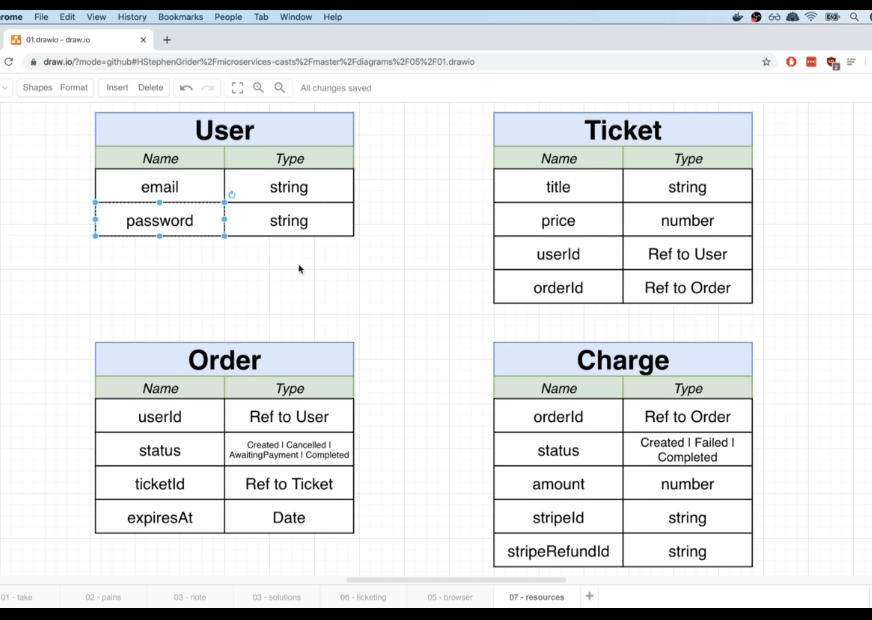 rome File Edit View History Bookmarks People Tab Window Help
01.drawio - draw.io
draw.io/?mode=github#HStephenGrider%2Fmicroservices-casts%2Fmaster%2Fdiagrams%2F05%2F01.drawio
Shapes Format Insert Delete All changes saved
User
Name Type
email string
password string
Ticket
Name Type
title string
price number
userId Ref to User
orderId Ref to Order
Order
Name Type
userId Ref to User
status Created | Cancelled |
AwaitingPayment | Completed
ticketId Ref to Ticket
expiresAt Date
Charge
Name Type
orderId Ref to Order
status Created | Failed |
Completed
amount number
stripeId string
stripeRefundId string
01 - take 02 - pains 03 - note 03 - solutions 06 - ticketing 05 - browser 07 - resources